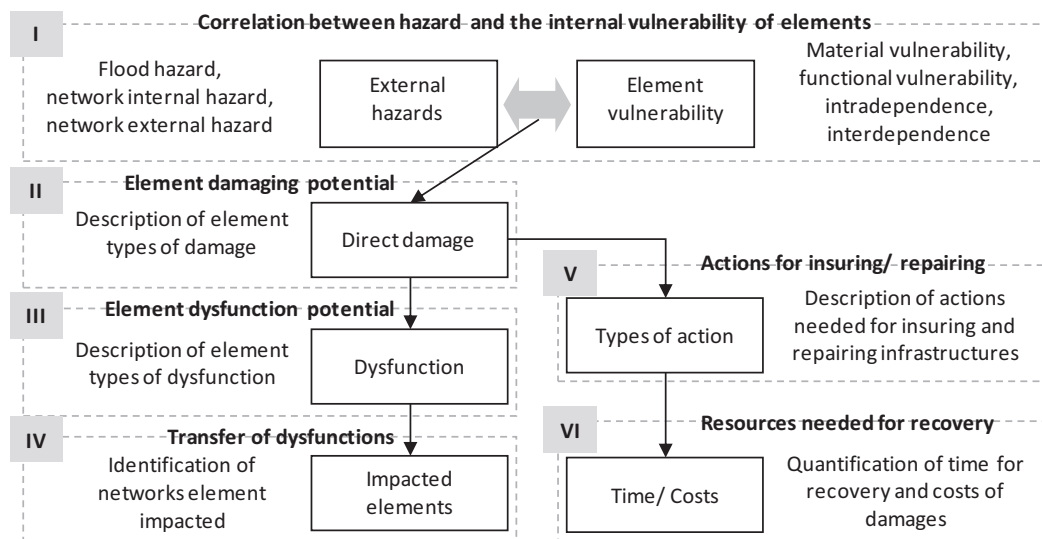 I
Correlation between hazard and the internal vulnerability of elements
Flood hazard,
network internal hazard,
network external hazard
External
hazards
Element
vulnerability
Material vulnerability,
functional vulnerability,
intradependence,
interdependence
II
Element damaging potential
Description of element
types of damage
Direct damage
III
Element dysfunction potential
Description of element
types of dysfunction
Dysfunction
IV
Transfer of dysfunctions
Identification of
networks element
impacted
Impacted
elements
V
Actions for insuring/ repairing
Types of action
Description of actions
needed for insuring and
repairing infrastructures
VI
Resources needed for recovery
Time/ Costs
Quantification of time for
recovery and costs of
damages